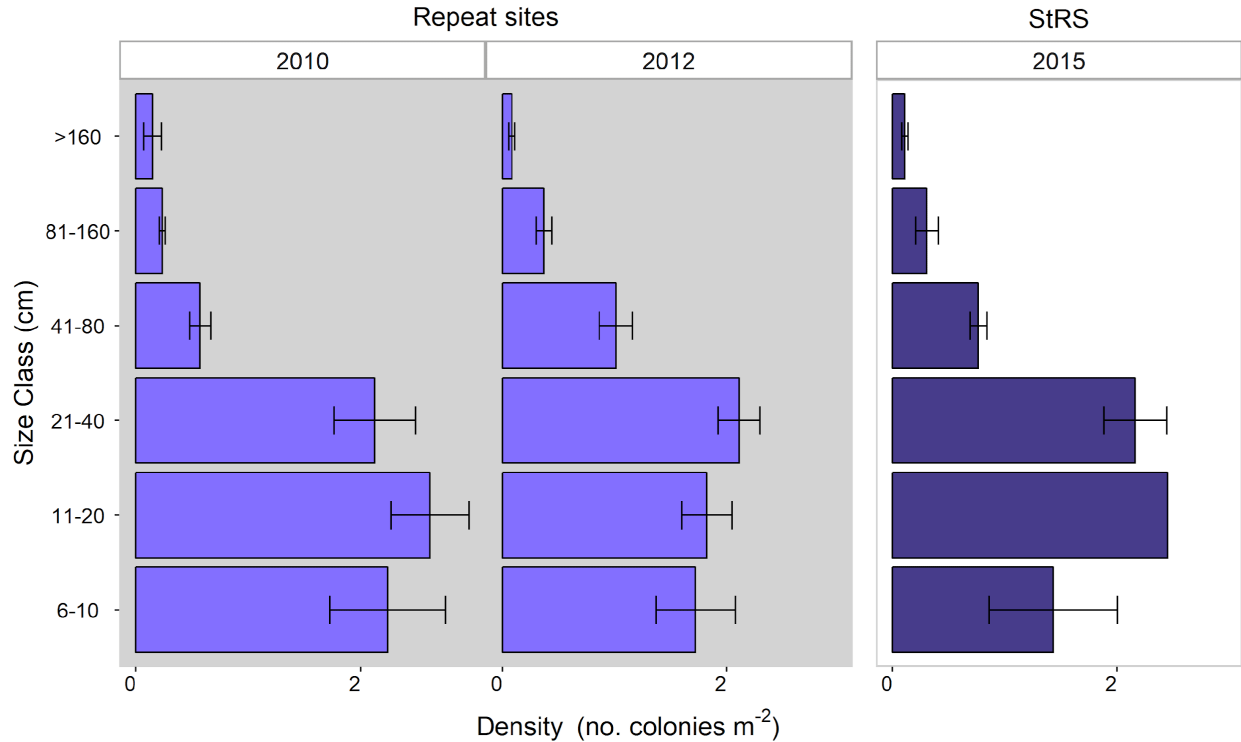 Repeat sites StRS
2010 2012 2015
Size Class (cm)
>160
81-160
41-80
21-40
11-20
6-10
0 2 0 2 0 2
Density (no. colonies m⁻²)